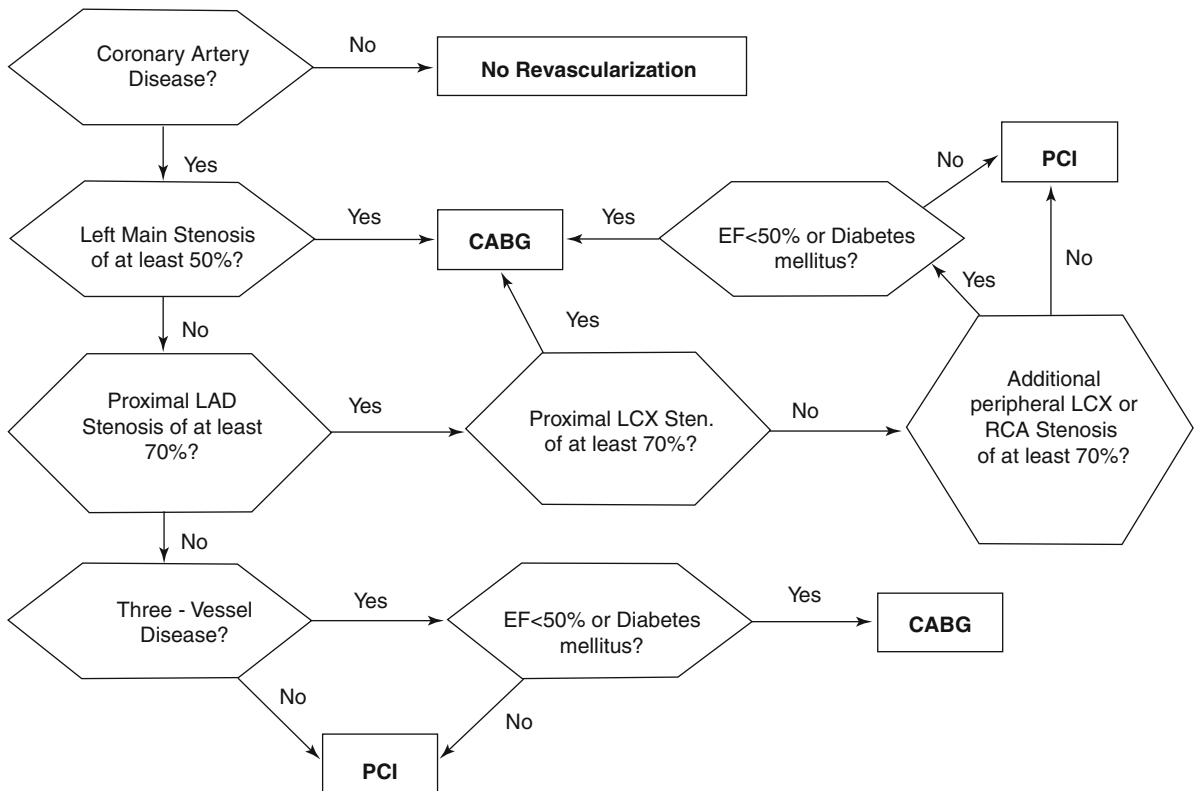 Coronary Artery
Disease?
No
No Revascularization
Yes
Left Main Stenosis
of at least 50%?
Yes
CABG
Yes
EF<50% or Diabetes
mellitus?
No
PCI
No
Yes
No
Proximal LAD
Stenosis of at least
70%?
Yes
Yes
Proximal LCX Sten.
of at least 70%?
No
Additional
peripheral LCX or
RCA Stenosis
of at least 70%?
No
Three - Vessel
Disease?
Yes
EF<50% or Diabetes
mellitus?
Yes
CABG
No
No
PCI